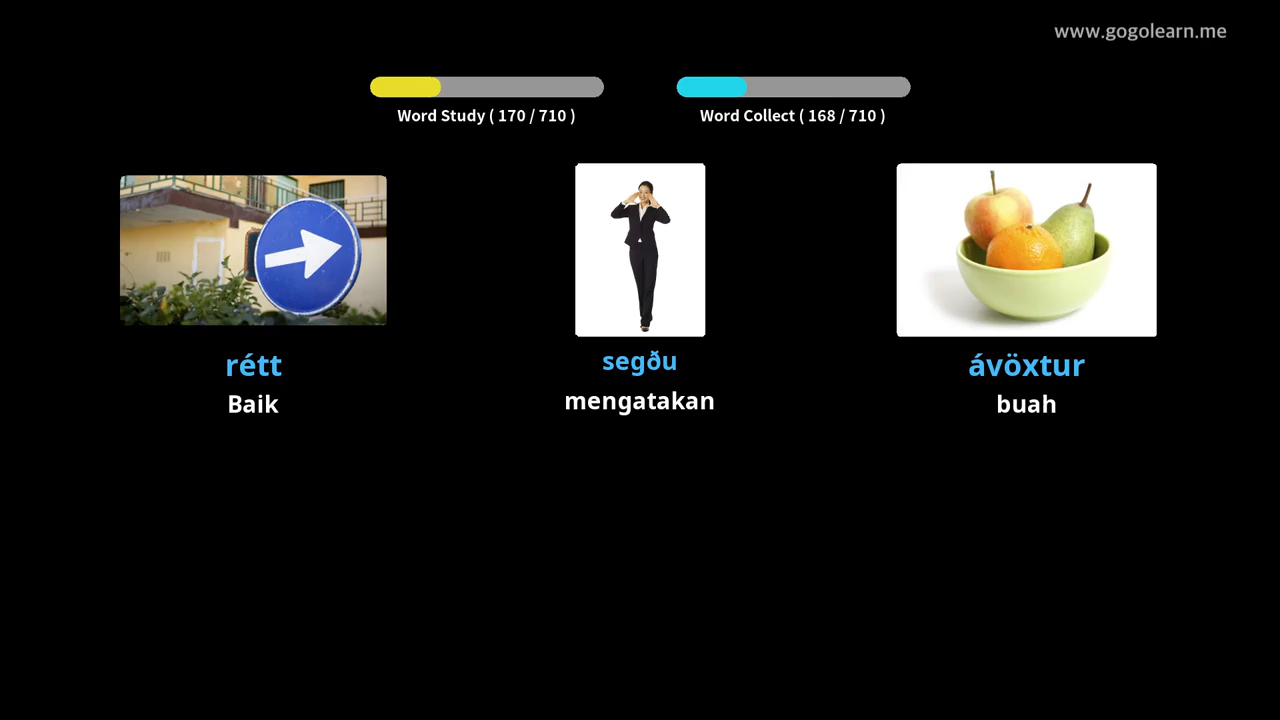 www.gogolearn.me
Word Study ( 170 / 710 )
Word Collect ( 168 / 710 )
rétt
Baik
segðu
mengatakan
ávöxtur
buah